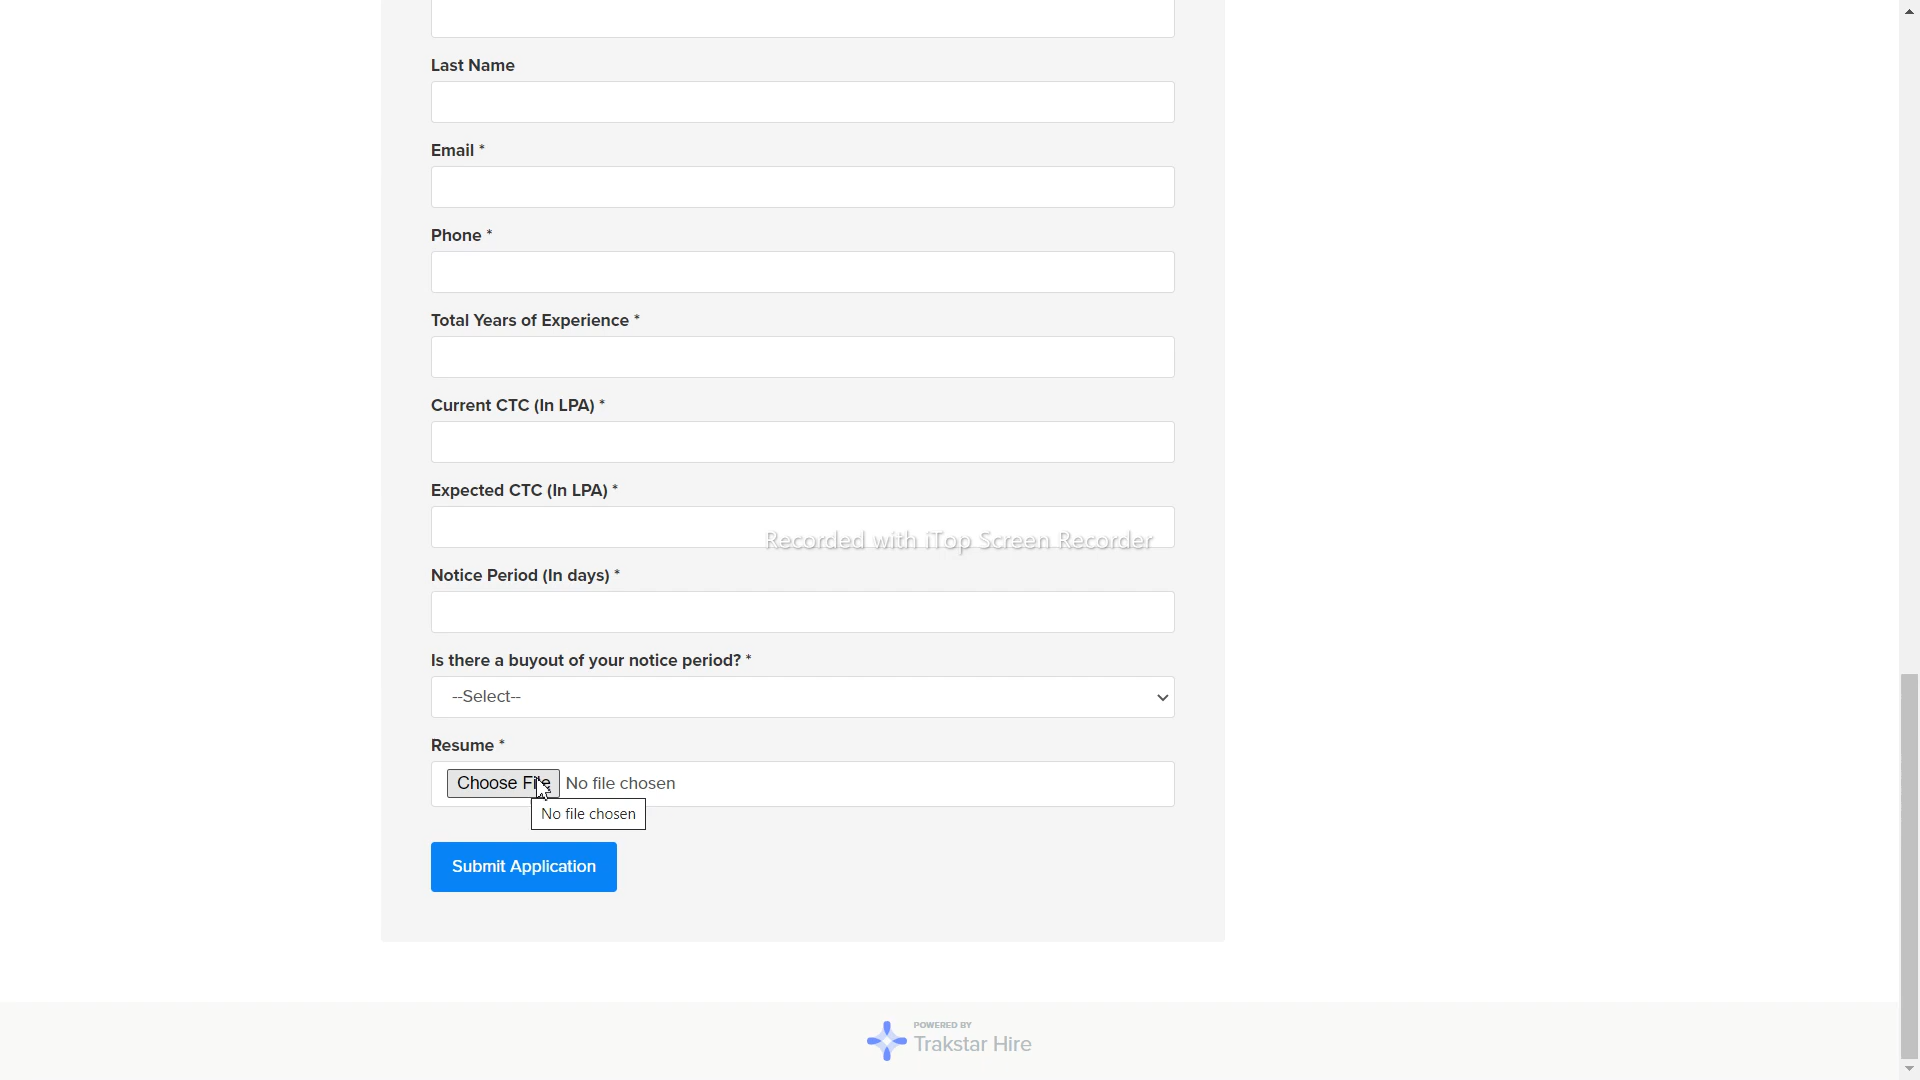 Last Name
Email *
Phone *
Total Years of Experience *
Current CTC (In LPA) *
Expected CTC (In LPA) *
Recorded with iTop Screen Recorder
Notice Period (In days) *
Is there a buyout of your notice period? *
--Select--
Resume *
Choose File No file chosen
No file chosen
Submit Application
POWERED BY
Trakstar Hire